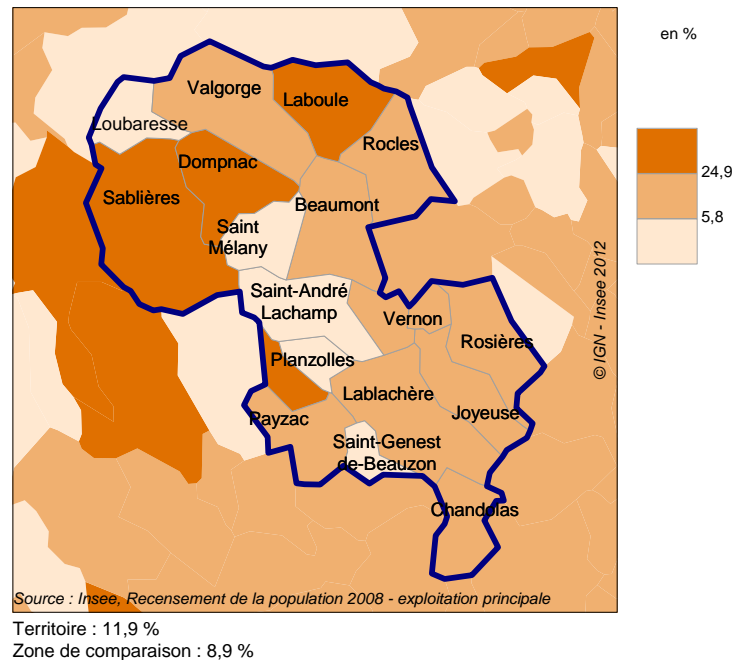 en %
24,9
5,8
Valgorge
Laboule
Loubaresse
Rocles
Dompnac
Sablières
Beaumont
Saint
Mélany
Saint-André
Lachamp
Vernon
Rosières
Planzolles
Lablachère
Joyeuse
Payzac
Saint-Genest
de-Beauzon
Chandolas
© IGN - Insee 2012
Source : Insee, Recensement de la population 2008 - exploitation principale
Territoire : 11,9 %
Zone de comparaison : 8,9 %